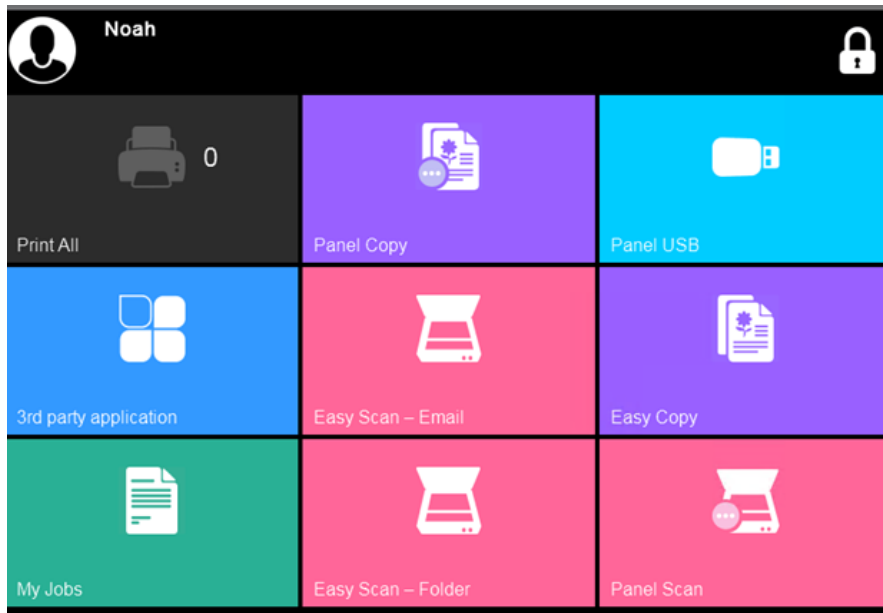 Noah
0
Print All
Panel Copy
Panel USB
3rd party application
Easy Scan – Email
Easy Copy
My Jobs
Easy Scan – Folder
Panel Scan